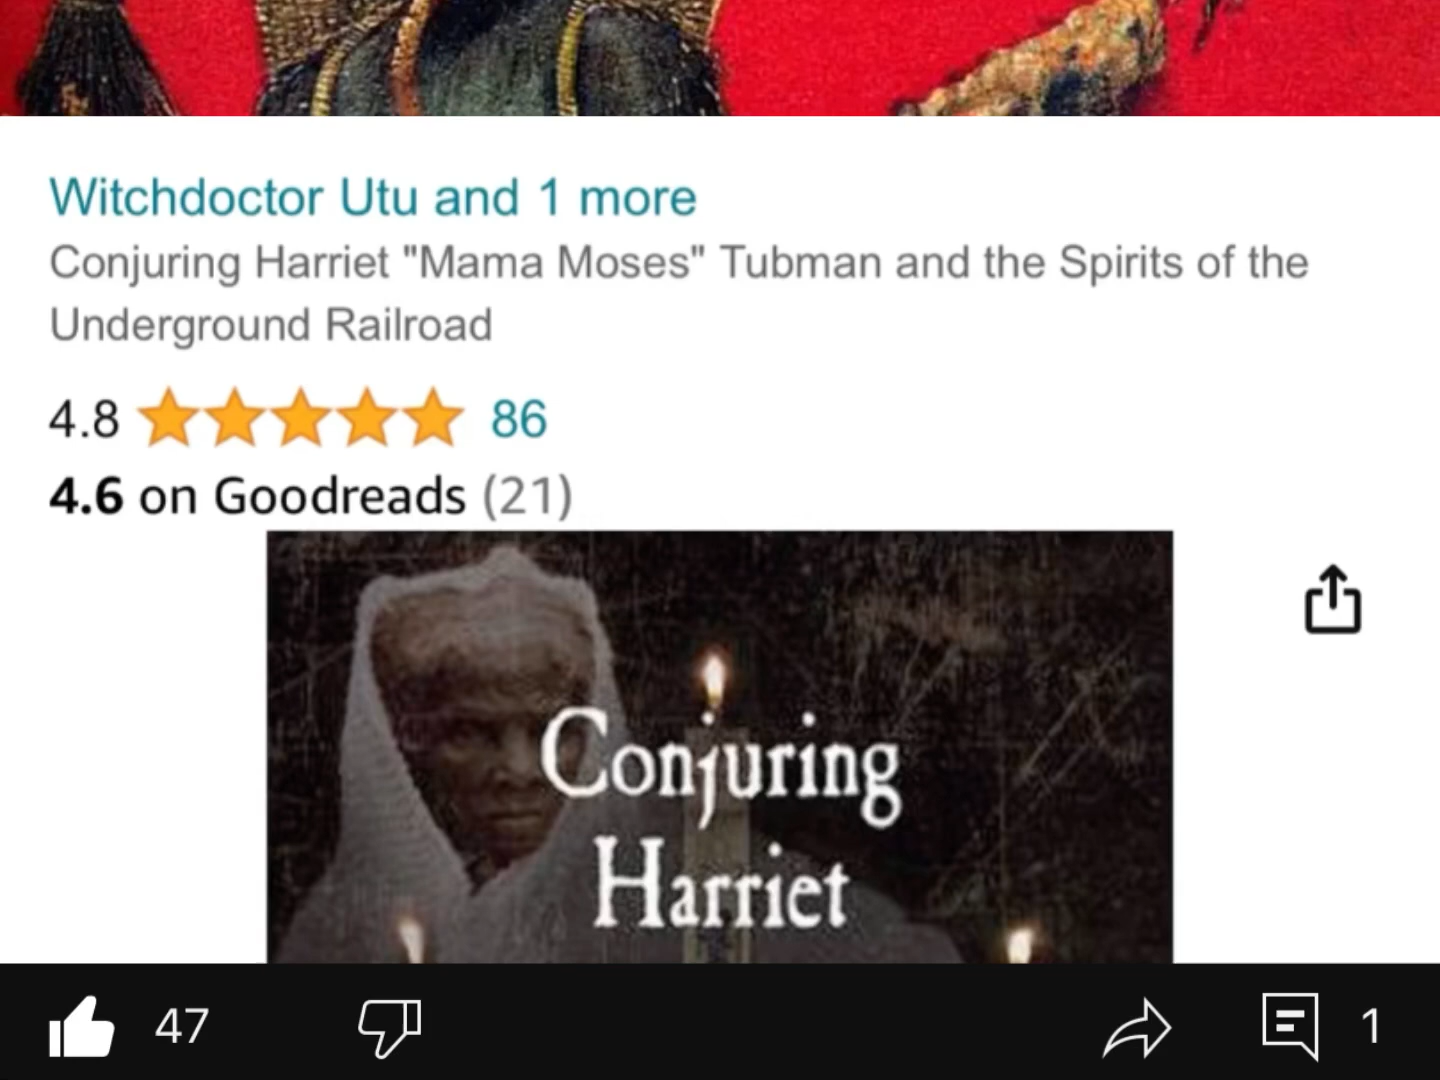 Witchdoctor Utu and 1 more
Conjuring Harriet "Mama Moses" Tubman and the Spirits of the
Underground Railroad
4.8 86
4.6 on Goodreads (21)
Conjuring
Harriet
47 1